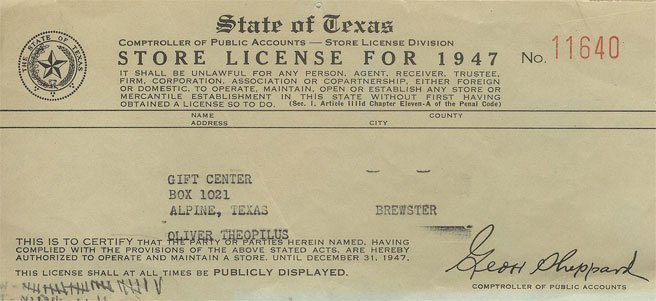 State of Texas
COMPTROLLER OF PUBLIC ACCOUNTS — STORE LICENSE DIVISION
STORE LICENSE FOR 1947 NO. 11640
THE STATE OF TEXAS
IT SHALL BE UNLAWFUL FOR ANY PERSON, AGENT, RECEIVER, TRUSTEE,
FIRM, CORPORATION, ASSOCIATION OR COPARTNERSHIP, EITHER FOREIGN
OR DOMESTIC, TO OPERATE, MAINTAIN, OPEN OR ESTABLISH ANY STORE OR
MERCANTILE ESTABLISHMENT IN THIS STATE WITHOUT FIRST HAVING
OBTAINED A LICENSE SO TO DO. (Sec. 1, Article 1111d Chapter Eleven-A of the Penal Code)
NAME COUNTY
ADDRESS CITY
GIFT CENTER
BOX 1021
ALPINE, TEXAS BREWSTER
OLIVER THEOPILUS
THIS IS TO CERTIFY THAT THE PARTY OR PARTIES HEREIN NAMED, HAVING
COMPLIED WITH THE PROVISIONS OF THE ABOVE STATED ACTS, ARE HEREBY
AUTHORIZED TO OPERATE AND MAINTAIN A STORE, UNTIL DECEMBER 31, 1947.
THIS LICENSE SHALL AT ALL TIMES BE PUBLICLY DISPLAYED.
Geo H Sheppard
COMPTROLLER OF PUBLIC ACCOUNTS